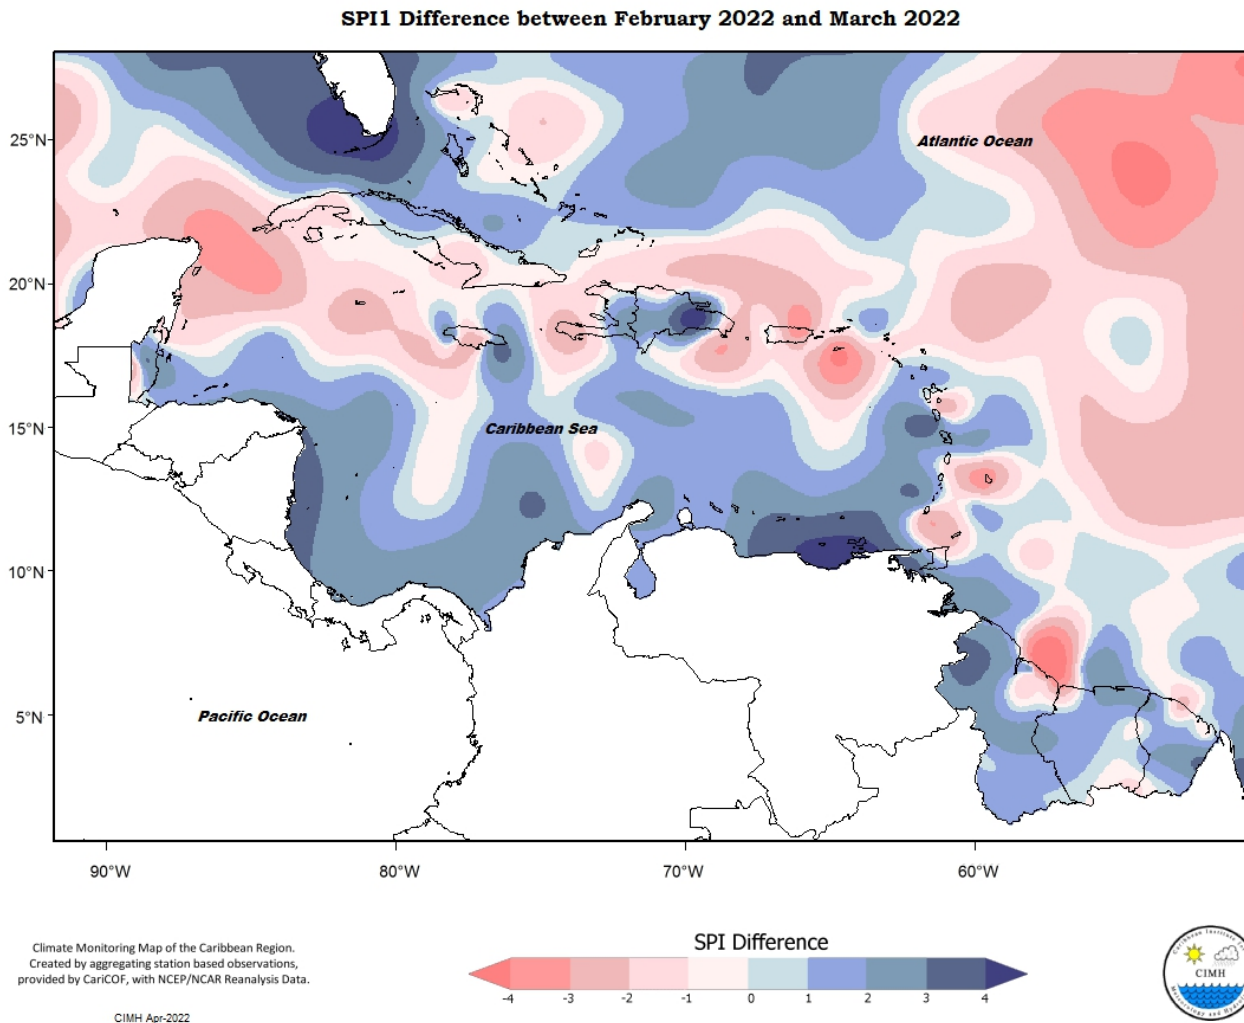 SPI1 Difference between February 2022 and March 2022
Atlantic Ocean
25°N
20°N
Caribbean Sea
15°N
10°N
5°N
Pacific Ocean
90°W
80°W
70°W
60°W
Climate Monitoring Map of the Caribbean Region.
Created by aggregating station based observations,
provided by CariCOF, with NCEP/NCAR Reanalysis Data.
CIMH Apr-2022
SPI Difference
-4 -3 -2 -1 0 1 2 3 4
CIMH